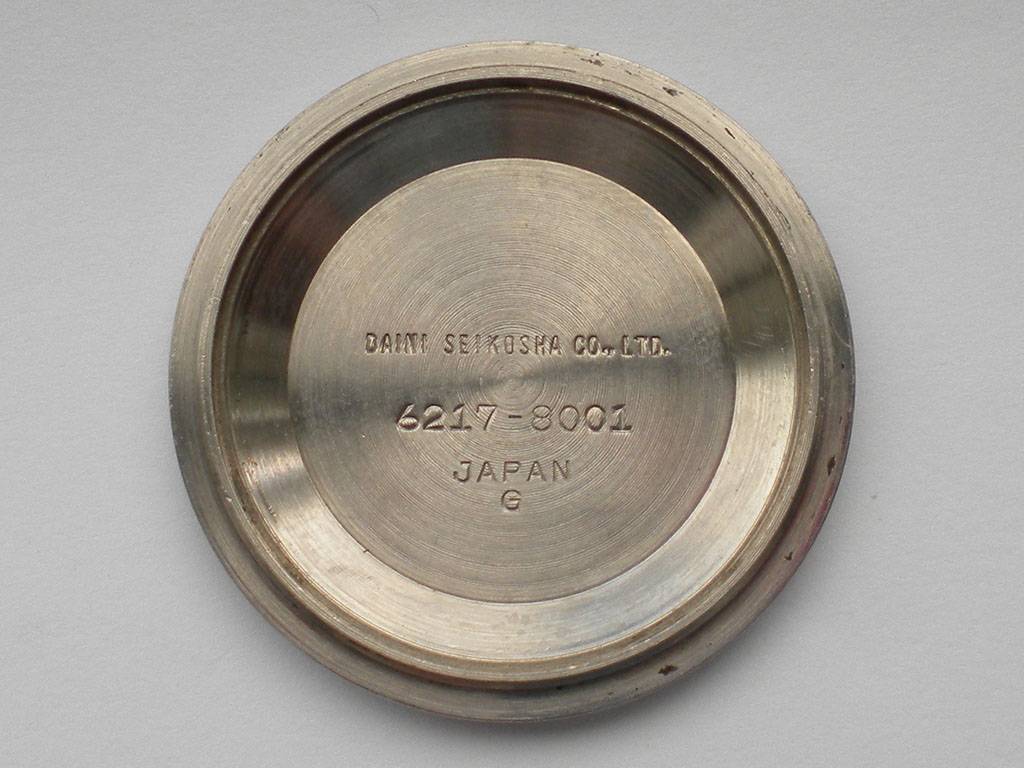 DAINI SEIKOSHA CO., LTD.
6217-8001
JAPAN
G